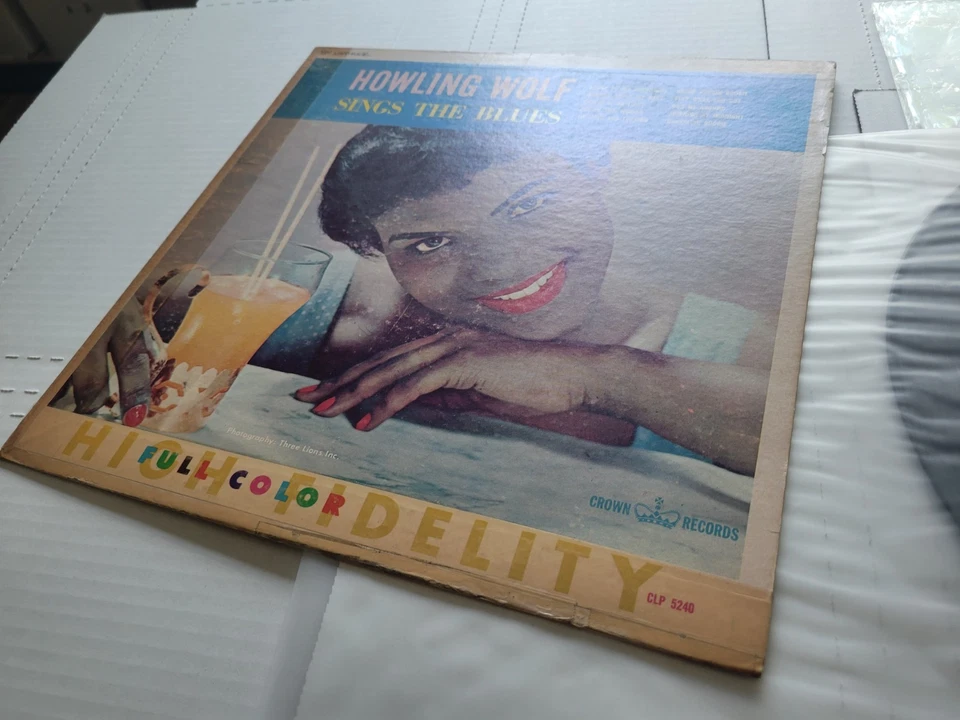 HOWLING WOLF
SINGS THE BLUES
Photography: Three Lions Inc.
HIGH FIDELITY
FULL COLOR
CROWN RECORDS
CLP 5240